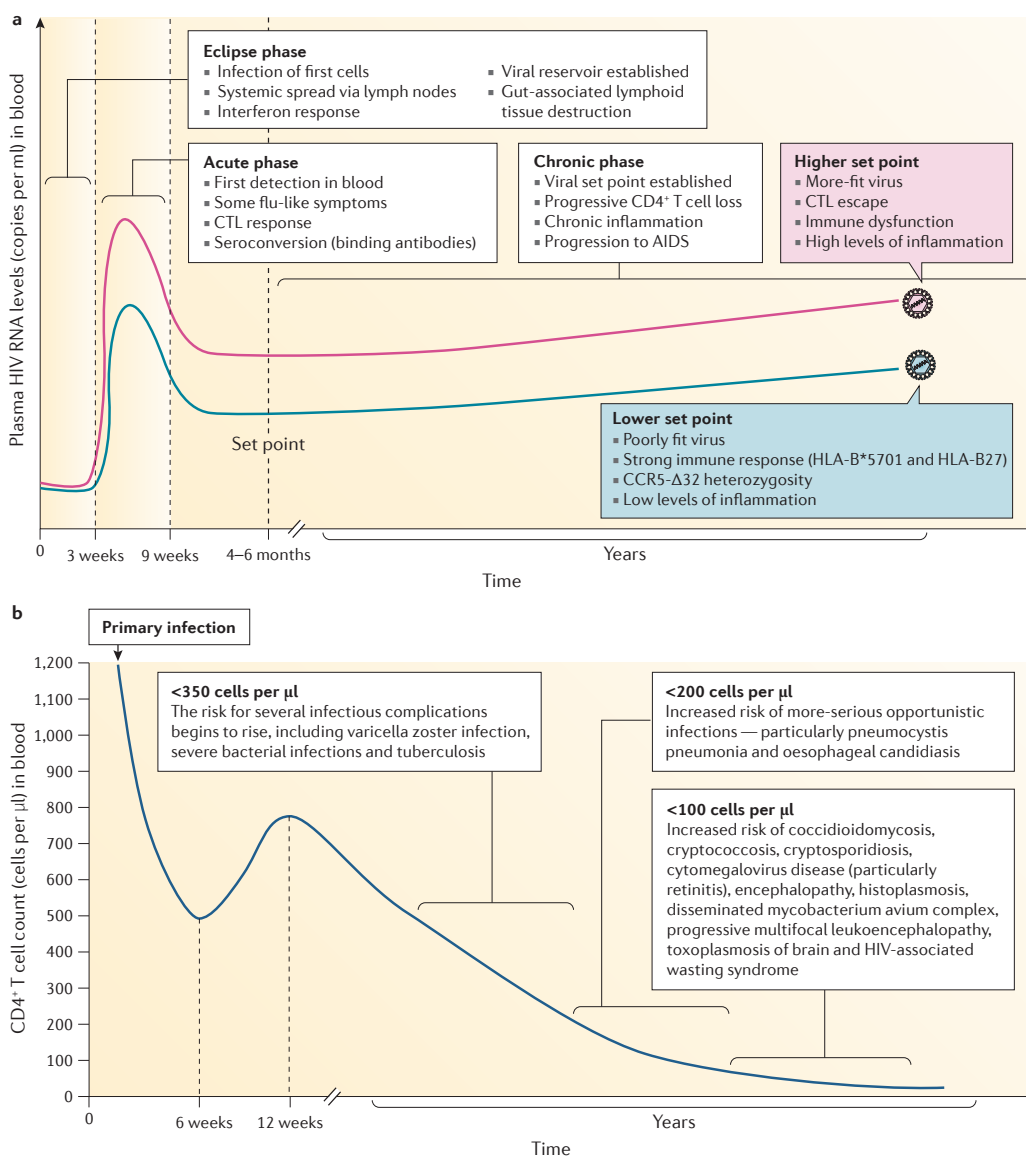 a
Plasma HIV RNA levels (copies per ml) in blood
Eclipse phase
▪ Infection of first cells
▪ Systemic spread via lymph nodes
▪ Interferon response
▪ Viral reservoir established
▪ Gut-associated lymphoid
tissue destruction
Acute phase
▪ First detection in blood
▪ Some flu-like symptoms
▪ CTL response
▪ Seroconversion (binding antibodies)
Chronic phase
▪ Viral set point established
▪ Progressive CD4⁺ T cell loss
▪ Chronic inflammation
▪ Progression to AIDS
Higher set point
▪ More-fit virus
▪ CTL escape
▪ Immune dysfunction
▪ High levels of inflammation
Set point
Lower set point
▪ Poorly fit virus
▪ Strong immune response (HLA-B*5701 and HLA-B27)
▪ CCR5-Δ32 heterozygosity
▪ Low levels of inflammation
0
3 weeks
9 weeks
4–6 months
Years
Time
b
Primary infection
CD4⁺ T cell count (cells per μl) in blood
1,200
1,100
1,000
900
800
700
600
500
400
300
200
100
0
<350 cells per μl
The risk for several infectious complications
begins to rise, including varicella zoster infection,
severe bacterial infections and tuberculosis
<200 cells per μl
Increased risk of more-serious opportunistic
infections — particularly pneumocystis
pneumonia and oesophageal candidiasis
<100 cells per μl
Increased risk of coccidioidomycosis,
cryptococcosis, cryptosporidiosis,
cytomegalovirus disease (particularly
retinitis), encephalopathy, histoplasmosis,
disseminated mycobacterium avium complex,
progressive multifocal leukoencephalopathy,
toxoplasmosis of brain and HIV-associated
wasting syndrome
0
6 weeks
12 weeks
Years
Time